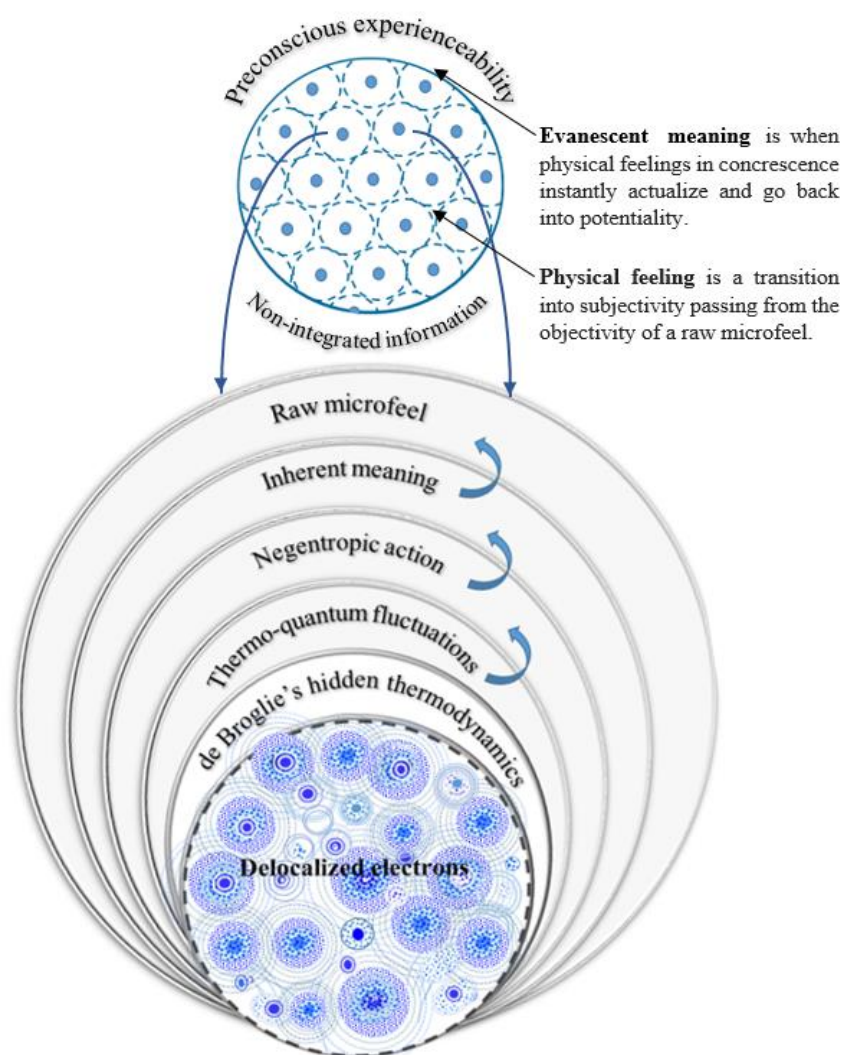 Preconscious experienceability
Evanescent meaning is when
physical feelings in concrescence
instantly actualize and go back
into potentiality.
Physical feeling is a transition
into subjectivity passing from the
objectivity of a raw microfeel.
Non-integrated information
Raw microfeel
Inherent meaning
Negentropic action
Thermo-quantum fluctuations
de Broglie's hidden thermodynamics
Delocalized electrons